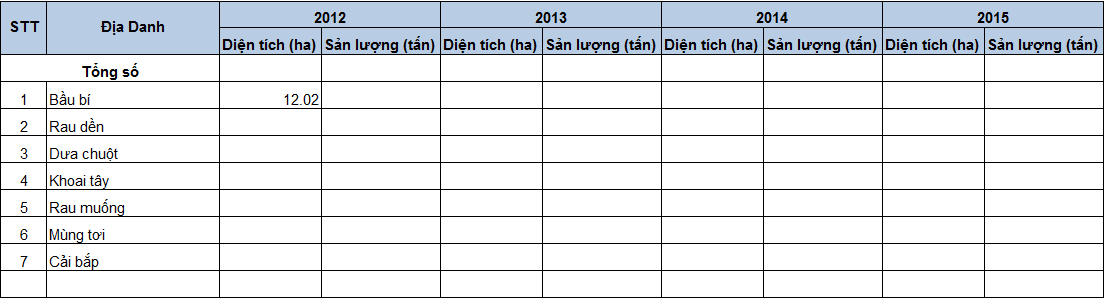 STT Địa Danh 2012 2013 2014 2015
Diện tích (ha) Sản lượng (tấn) Diện tích (ha) Sản lượng (tấn) Diện tích (ha) Sản lượng (tấn) Diện tích (ha) Sản lượng (tấn)
Tổng số
1 Bầu bí 12.02
2 Rau dền
3 Dưa chuột
4 Khoai tây
5 Rau muống
6 Mùng tơi
7 Cải bắp